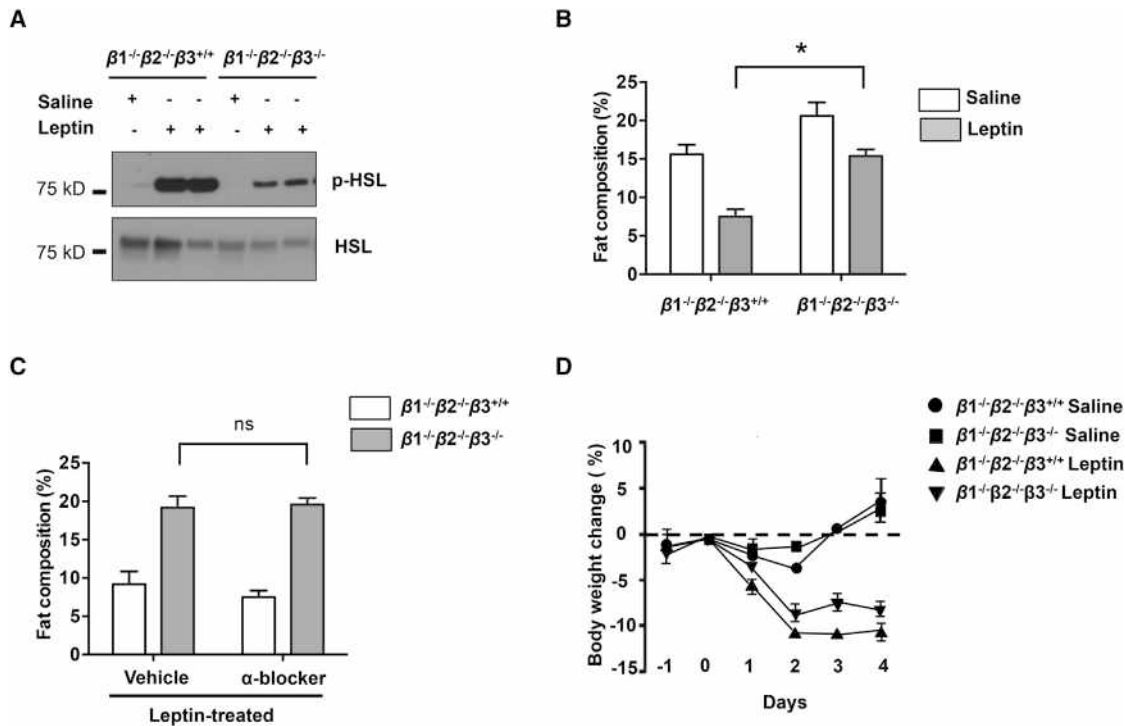 A
β1-/-β2-/-β3+/+ β1-/-β2-/-β3-/-
Saline + - - + - -
Leptin - + + - + +
75 kD p-HSL
75 kD HSL
B
*
Fat composition (%)
25
20
15
10
5
0
Saline
Leptin
β1-/-β2-/-β3+/+ β1-/-β2-/-β3-/-
C
β1-/-β2-/-β3+/+
β1-/-β2-/-β3-/-
ns
Fat composition (%)
25
20
15
10
5
0
Vehicle α-blocker
Leptin-treated
D
β1-/-β2-/-β3+/+ Saline
β1-/-β2-/-β3-/- Saline
β1-/-β2-/-β3+/+ Leptin
β1-/-β2-/-β3-/- Leptin
Body weight change ( %)
10
5
0
-5
-10
-15
-1 0 1 2 3 4
Days